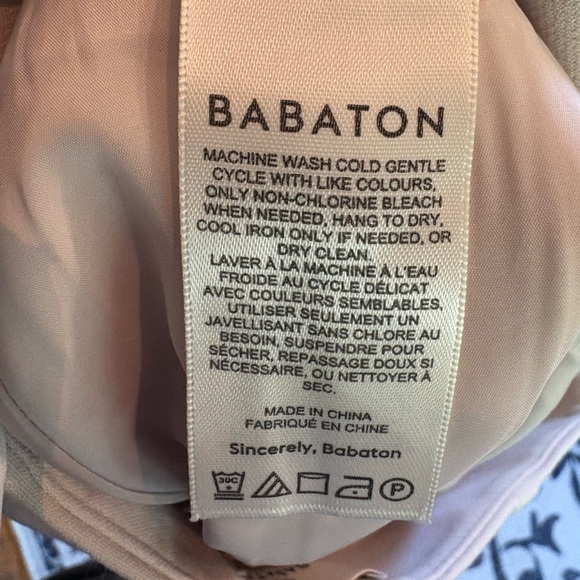 BABATON
MACHINE WASH COLD GENTLE
CYCLE WITH LIKE COLOURS,
ONLY NON-CHLORINE BLEACH
WHEN NEEDED, HANG TO DRY,
COOL IRON ONLY IF NEEDED, OR
DRY CLEAN.
LAVER À LA MACHINE À L'EAU
FROIDE AU CYCLE DÉLICAT
AVEC COULEURS SEMBLABLES,
UTILISER SEULEMENT UN
JAVELLISANT SANS CHLORE AU
BESOIN, SUSPENDRE POUR
SÉCHER, REPASSAGE DOUX SI
NÉCESSAIRE, OU NETTOYER À
SEC.
MADE IN CHINA
FABRIQUÉ EN CHINE
Sincerely, Babaton
30C P